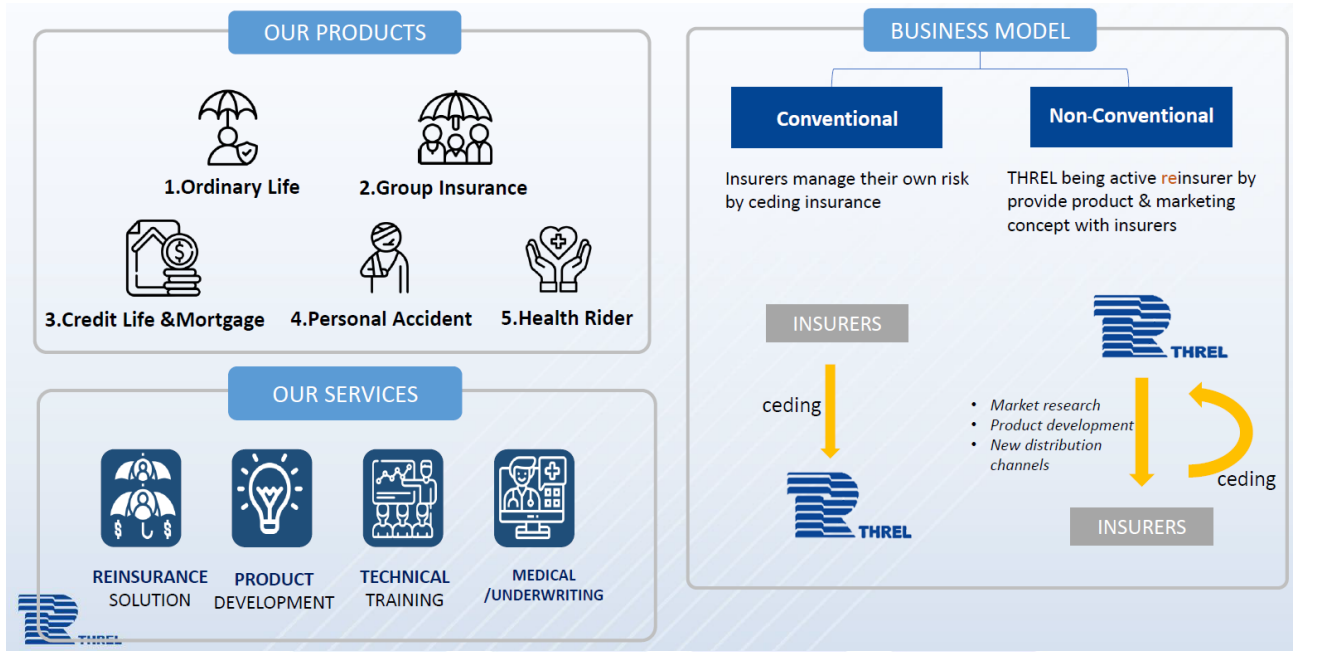 OUR PRODUCTS
1.Ordinary Life
2.Group Insurance
3.Credit Life &Mortgage
4.Personal Accident
5.Health Rider
OUR SERVICES
REINSURANCE
SOLUTION
PRODUCT
DEVELOPMENT
TECHNICAL
TRAINING
MEDICAL
/UNDERWRITING
THREL
BUSINESS MODEL
Conventional
Insurers manage their own risk
by ceding insurance
INSURERS
ceding
THREL
Non-Conventional
THREL being active reinsurer by
provide product & marketing
concept with insurers
THREL
• Market research
• Product development
• New distribution
channels
ceding
INSURERS